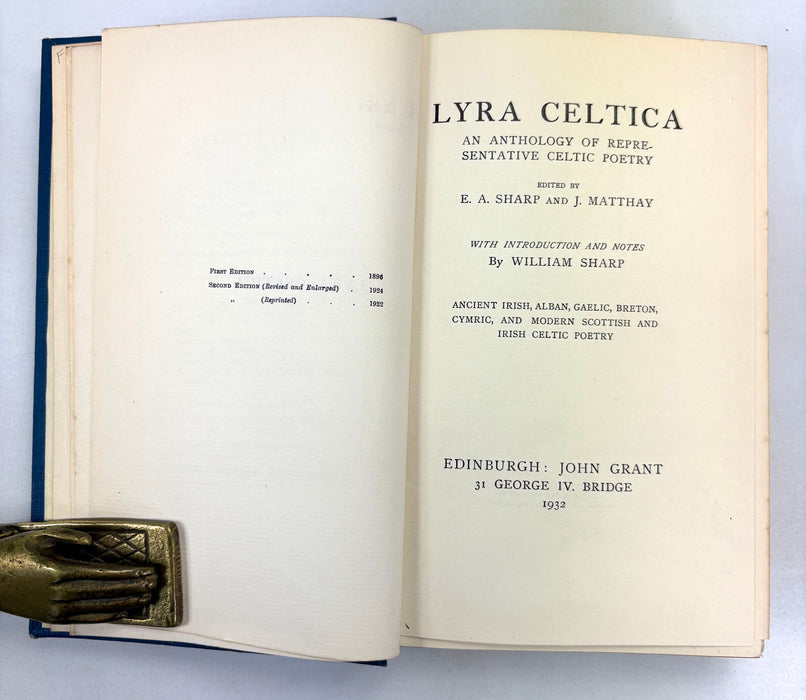 F
FIRST EDITION . . . . . 1896
SECOND EDITION (Revised and Enlarged) . 1924
„ (Reprinted) . . . 1932
LYRA CELTICA
AN ANTHOLOGY OF REPRE-
SENTATIVE CELTIC POETRY
EDITED BY
E. A. SHARP AND J. MATTHAY
WITH INTRODUCTION AND NOTES
By WILLIAM SHARP
ANCIENT IRISH, ALBAN, GAELIC, BRETON,
CYMRIC, AND MODERN SCOTTISH AND
IRISH CELTIC POETRY
EDINBURGH: JOHN GRANT
31 GEORGE IV. BRIDGE
1932